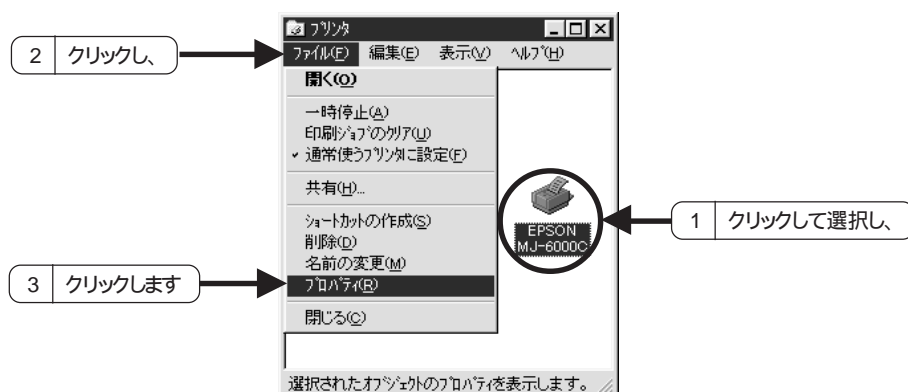 プリンタ
ファイル(F) 編集(E) 表示(V) ヘルプ(H)
2 クリックし、
開く(O)
一時停止(A)
印刷ジョブのクリア(U)
✓ 通常使うプリンタに設定(F)
共有(H)...
ショートカットの作成(S)
削除(D)
名前の変更(M)
プロパティ(R)
閉じる(C)
EPSON
MJ-6000C
1 クリックして選択し、
3 クリックします
選択されたオブジェクトのプロパティを表示します。